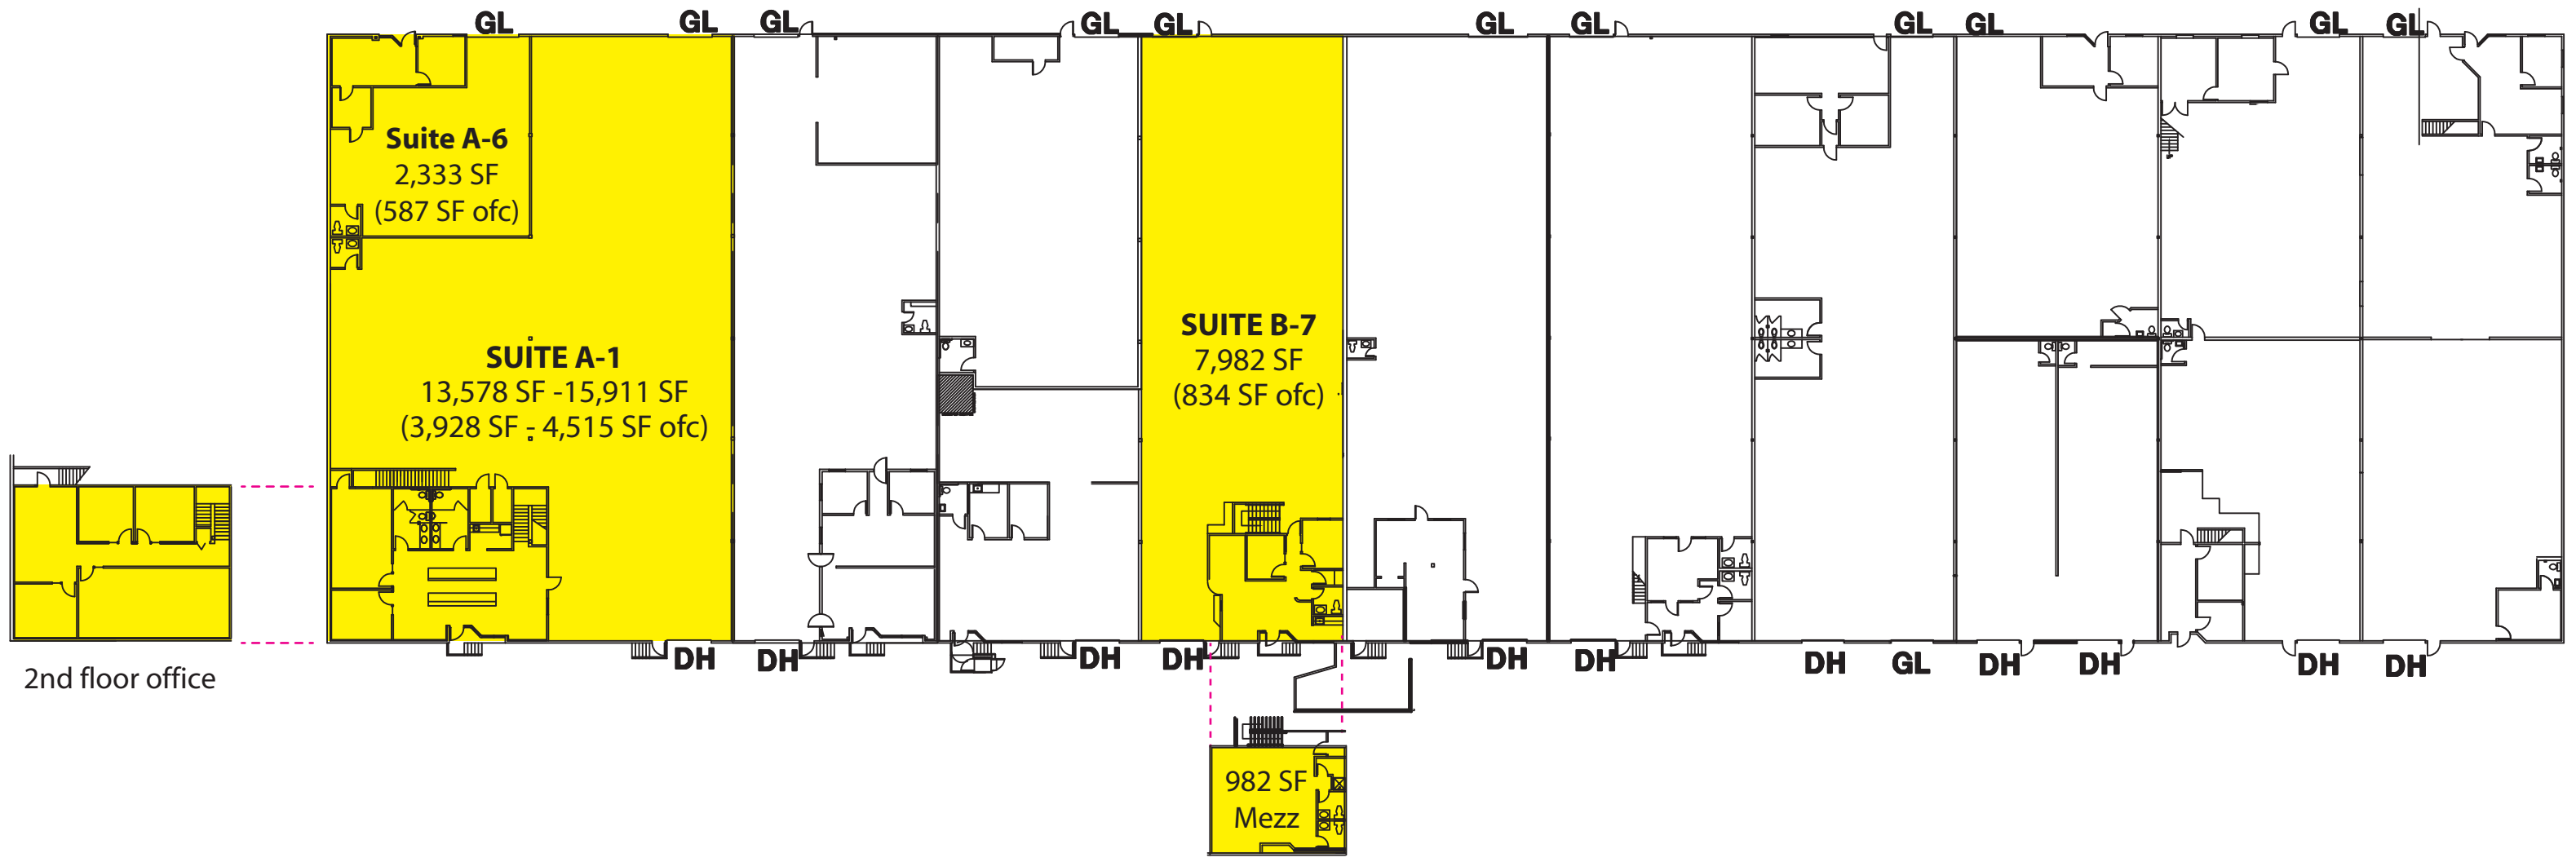 GL GL GL GL GL GL GL GL GL GL GL
Suite A-6
2,333 SF
(587 SF ofc)
SUITE A-1
13,578 SF -15,911 SF
(3,928 SF - 4,515 SF ofc)
SUITE B-7
7,982 SF
(834 SF ofc)
DH DH DH DH DH DH DH GL DH DH DH DH
2nd floor office
982 SF
Mezz